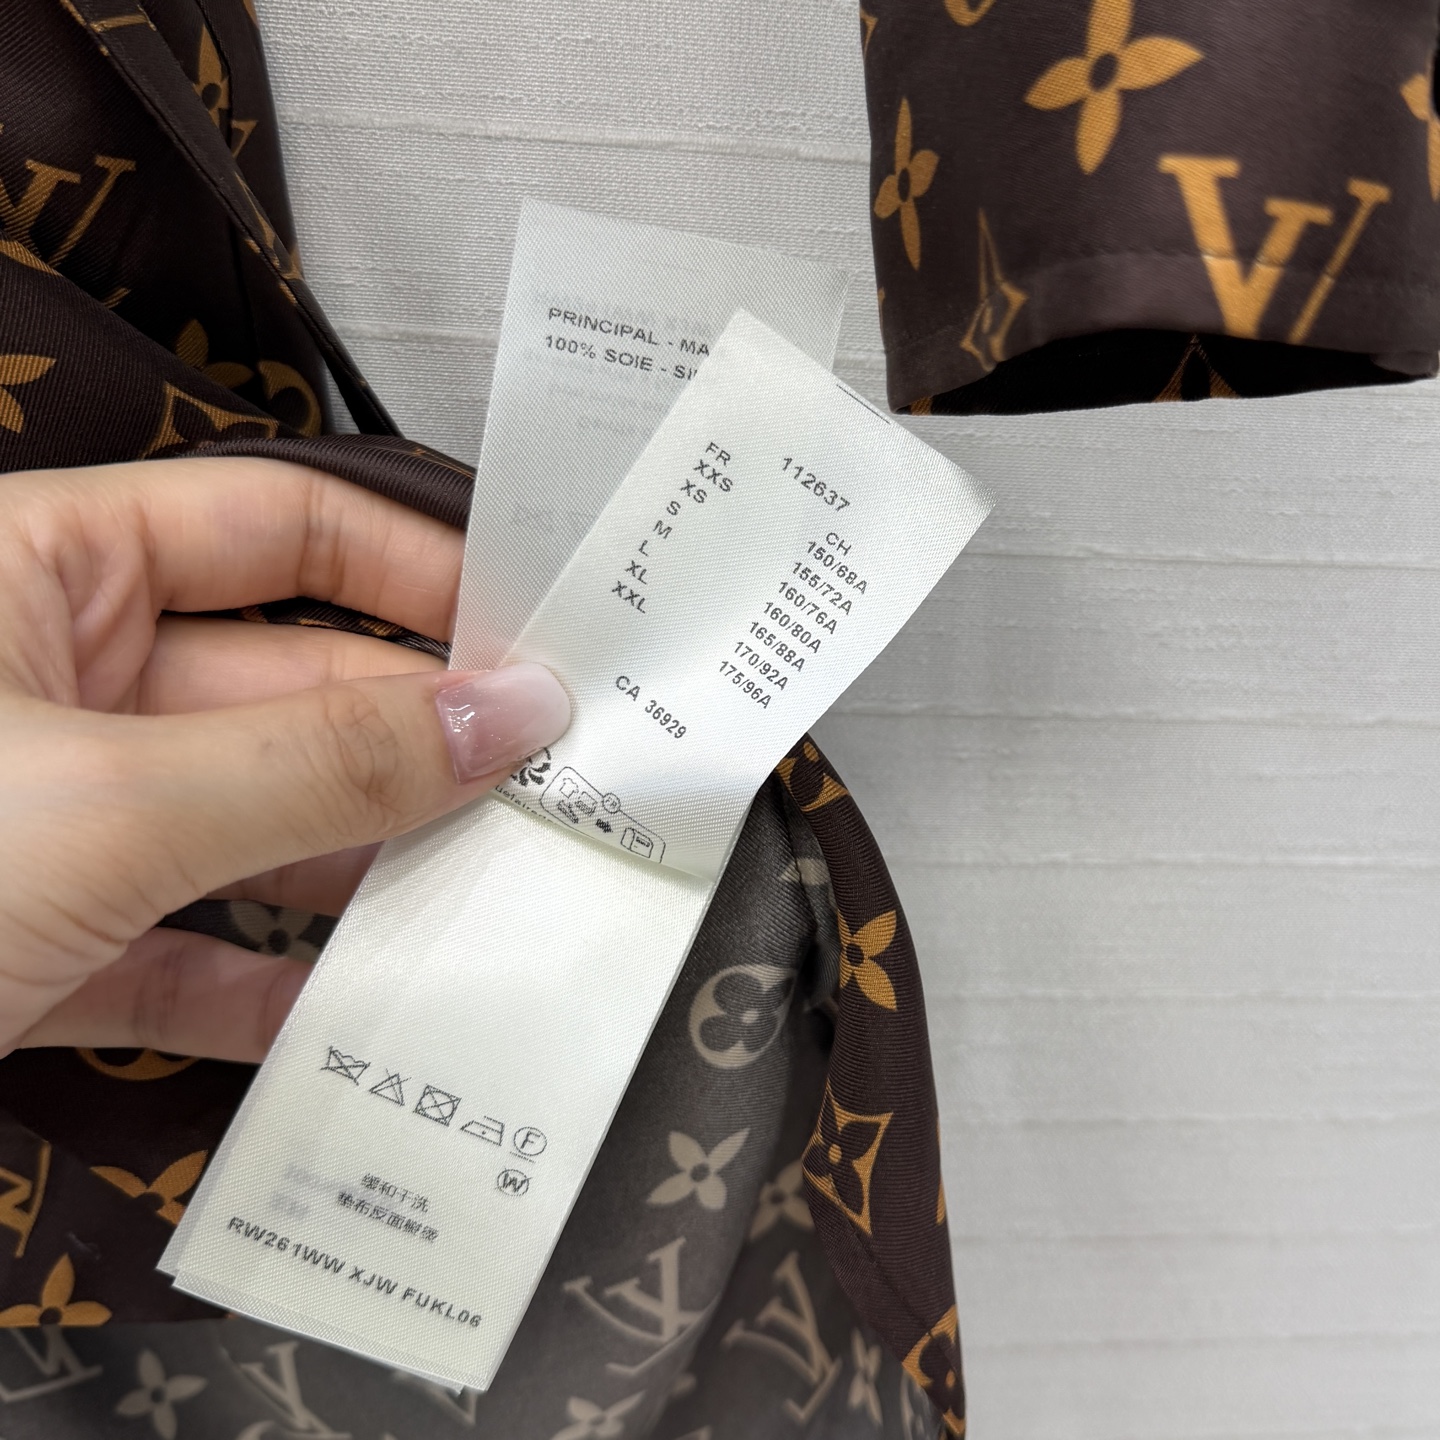 PRINCIPAL - MA
100% SOIE - SI
112637
FR CH
XXS 150/68A
XS 155/72A
S 160/76A
M 160/80A
L 165/88A
XL 170/92A
XXL 175/96A
CA 36929
FR
F
W
缓和干洗
垫布反面熨烫
RW261WW XJW FUKL06
LV